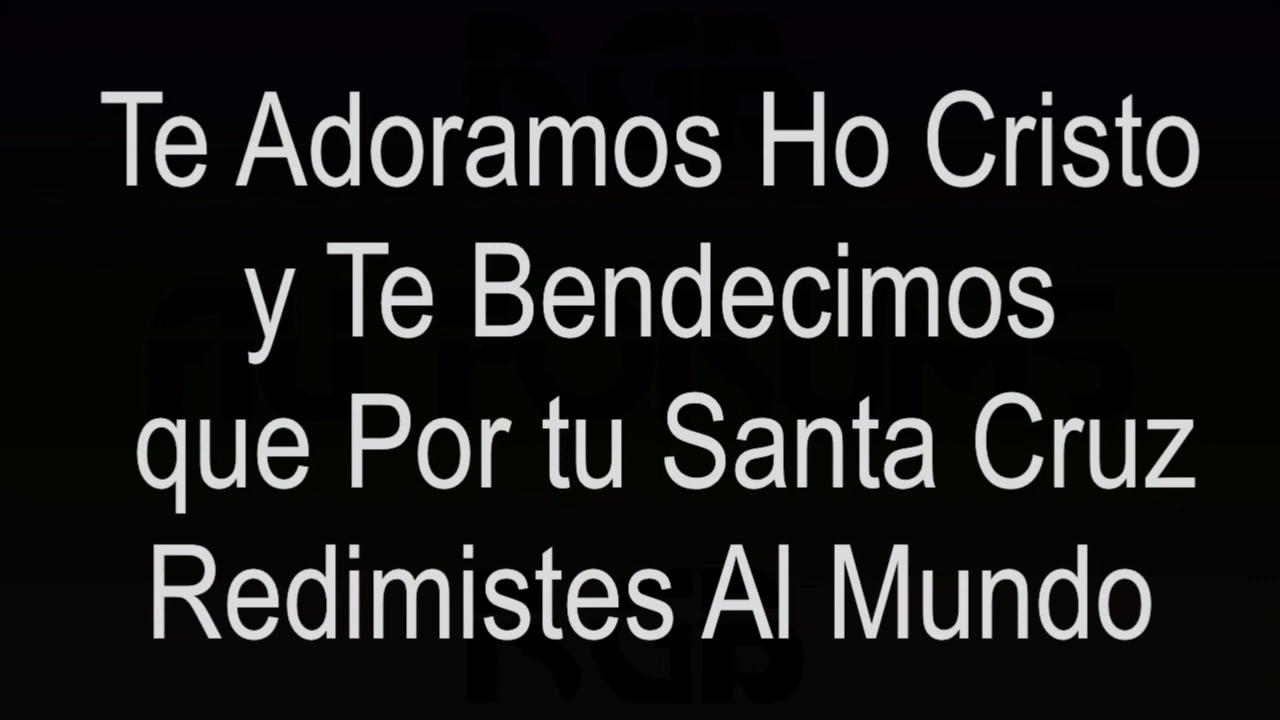 Te Adoramos Ho Cristo
y Te Bendecimos
que Por tu Santa Cruz
Redimistes Al Mundo